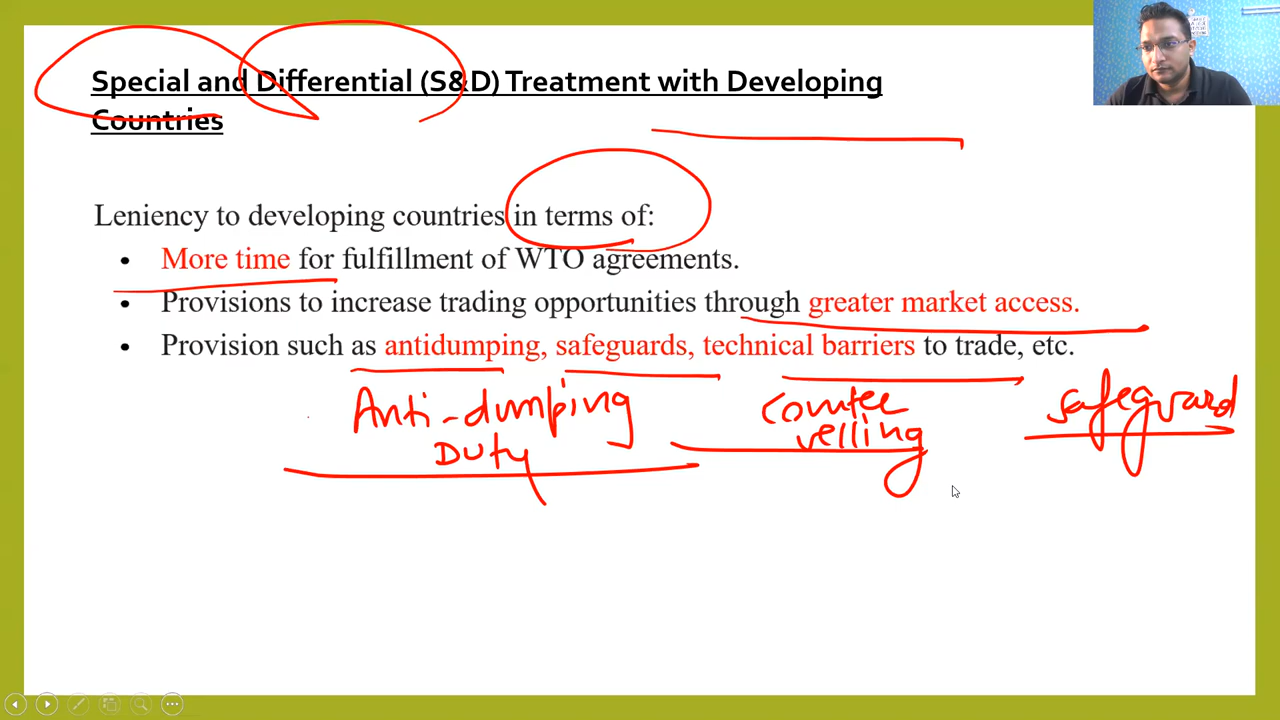 Special and Differential (S&D) Treatment with Developing
Countries
Leniency to developing countries in terms of:
• More time for fulfillment of WTO agreements.
• Provisions to increase trading opportunities through greater market access.
• Provision such as antidumping, safeguards, technical barriers to trade, etc.
Anti-dumping
Duty
Counter
velling
safeguard